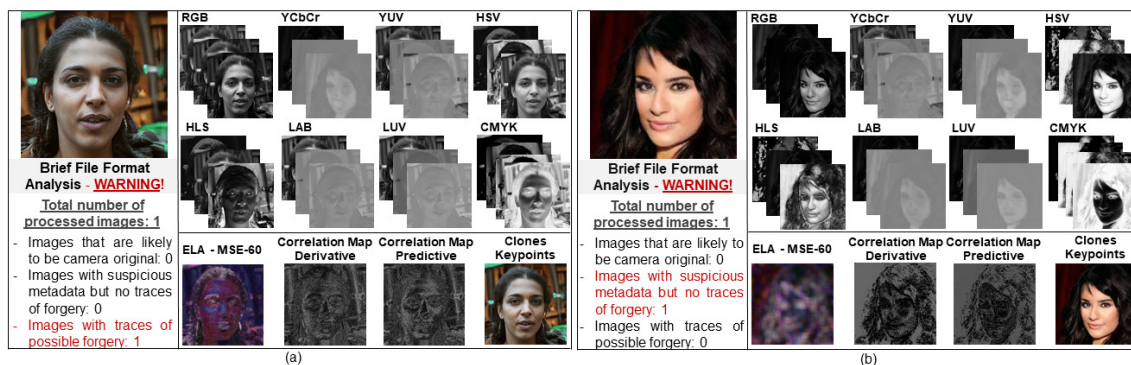 RGB YCbCr YUV HSV
HLS LAB LUV CMYK
Brief File Format
Analysis - WARNING!
Total number of
processed images: 1
- Images that are likely
to be camera original: 0
- Images with suspicious
metadata but no traces
of forgery: 0
- Images with traces of
possible forgery: 1
ELA - MSE-60 Correlation Map Correlation Map Clones
Derivative Predictive Keypoints
(a)
RGB YCbCr YUV HSV
HLS LAB LUV CMYK
Brief File Format
Analysis - WARNING!
Total number of
processed images: 1
- Images that are likely to
be camera original: 0
- Images with suspicious
metadata but no traces
of forgery: 1
- Images with traces of
possible forgery: 0
ELA - MSE-60 Correlation Map Correlation Map Clones
Derivative Predictive Keypoints
(b)